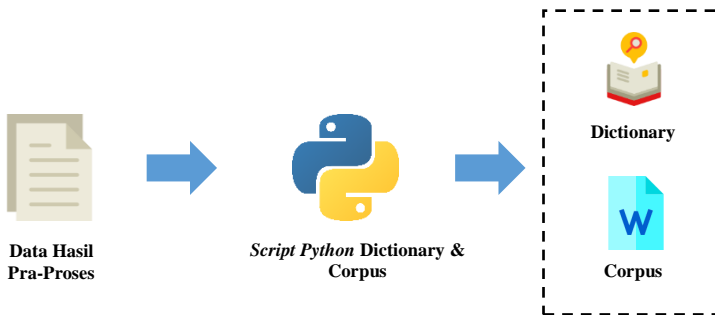 Data Hasil
Pra-Proses
Script Python Dictionary &
Corpus
Dictionary
W
Corpus